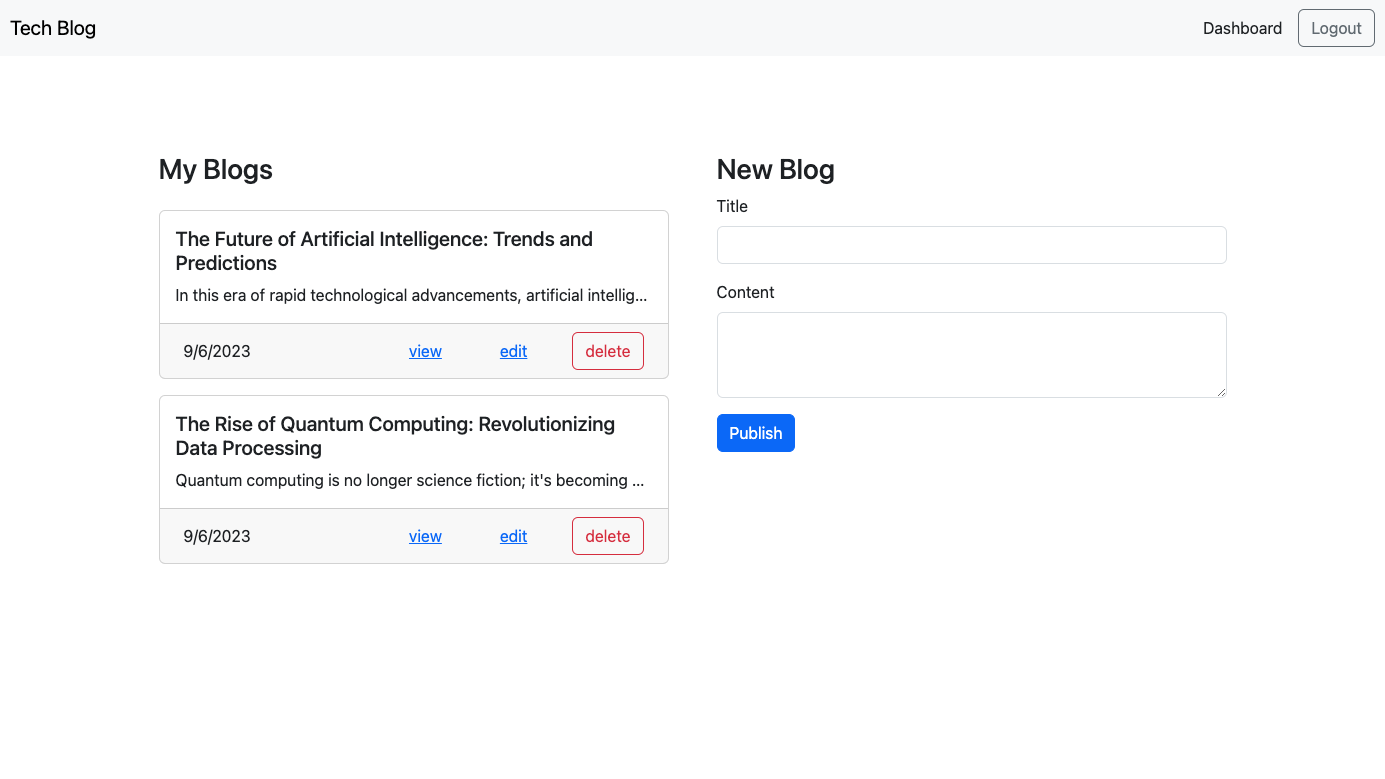 Tech Blog
Dashboard
Logout
My Blogs
The Future of Artificial Intelligence: Trends and
Predictions
In this era of rapid technological advancements, artificial intellig...
9/6/2023
view
edit
delete
The Rise of Quantum Computing: Revolutionizing
Data Processing
Quantum computing is no longer science fiction; it's becoming ...
9/6/2023
view
edit
delete
New Blog
Title
Content
Publish